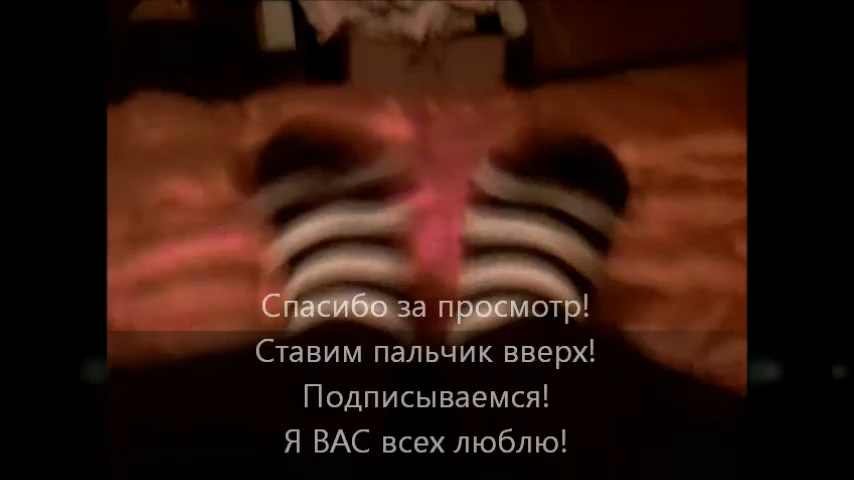 Спасибо за просмотр!
Ставим пальчик вверх!
Подписываемся!
Я ВАС всех люблю!